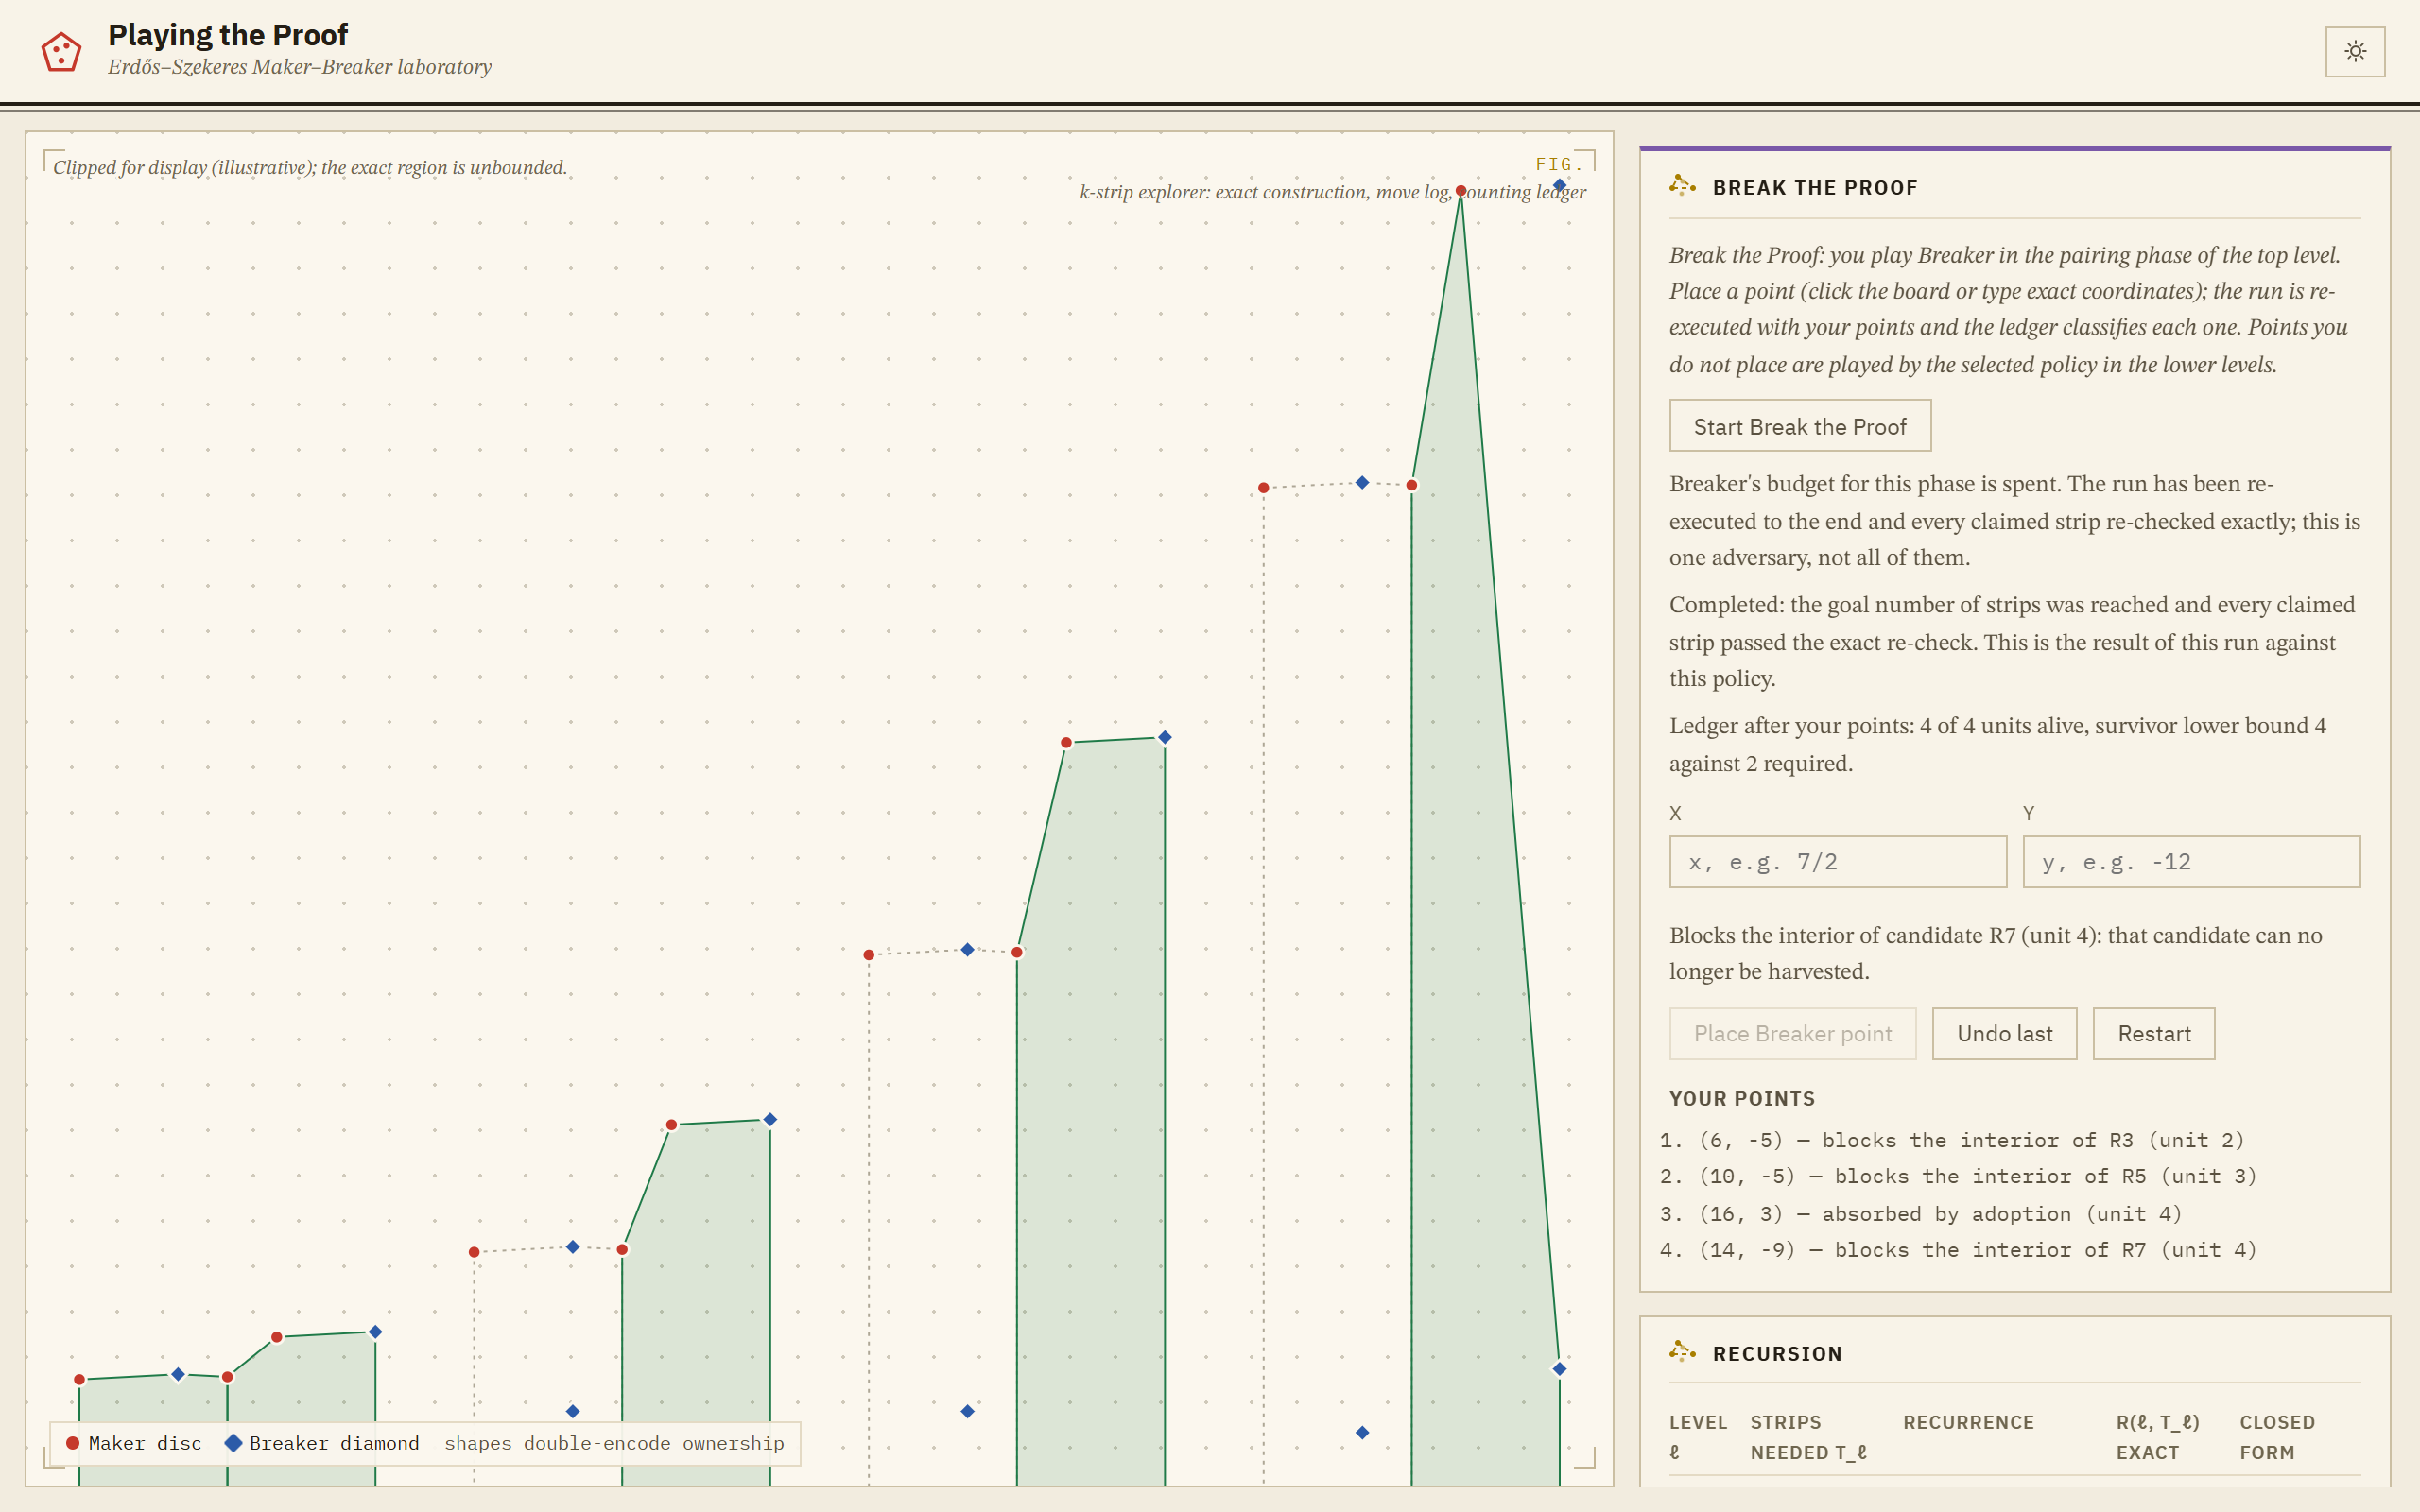 Playing the Proof
Erdős–Szekeres Maker–Breaker laboratory
Clipped for display (illustrative); the exact region is unbounded.
FIG.
k-strip explorer: exact construction, move log, counting ledger
Maker disc Breaker diamond shapes double-encode ownership
BREAK THE PROOF
Break the Proof: you play Breaker in the pairing phase of the top level.
Place a point (click the board or type exact coordinates); the run is re-
executed with your points and the ledger classifies each one. Points you
do not place are played by the selected policy in the lower levels.
Start Break the Proof
Breaker's budget for this phase is spent. The run has been re-
executed to the end and every claimed strip re-checked exactly; this is
one adversary, not all of them.
Completed: the goal number of strips was reached and every claimed
strip passed the exact re-check. This is the result of this run against
this policy.
Ledger after your points: 4 of 4 units alive, survivor lower bound 4
against 2 required.
X Y
x, e.g. 7/2 y, e.g. -12
Blocks the interior of candidate R7 (unit 4): that candidate can no
longer be harvested.
Place Breaker point Undo last Restart
YOUR POINTS
1. (6, -5) — blocks the interior of R3 (unit 2)
2. (10, -5) — blocks the interior of R5 (unit 3)
3. (16, 3) — absorbed by adoption (unit 4)
4. (14, -9) — blocks the interior of R7 (unit 4)
RECURSION
LEVEL STRIPS RECURRENCE R(ℓ, T_ℓ) CLOSED
ℓ NEEDED T_ℓ EXACT FORM